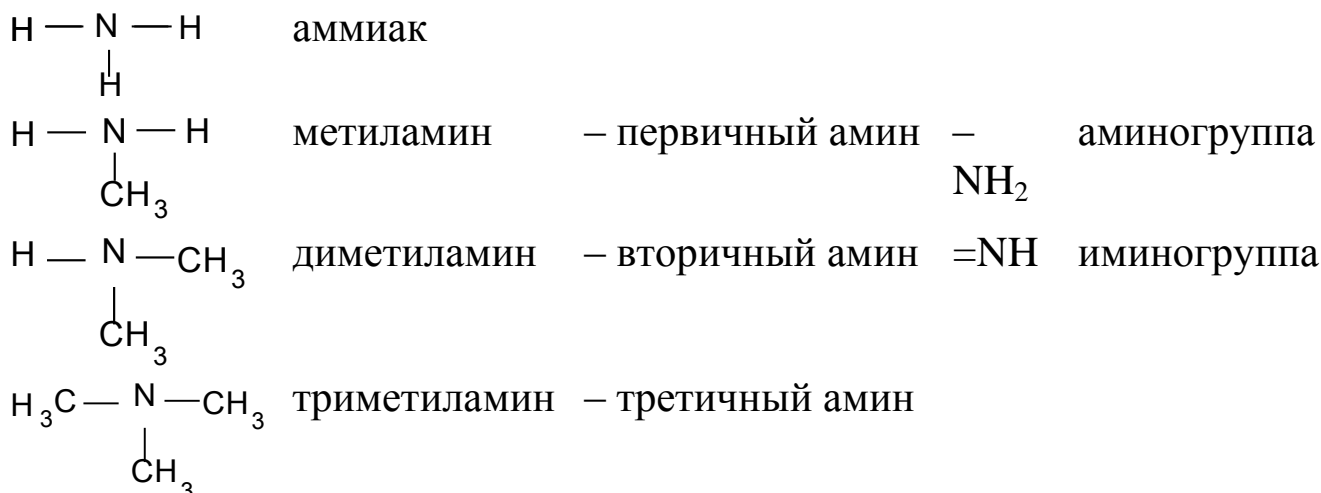 H — N — H аммиак
H
H — N — H метиламин – первичный амин – аминогруппа
CH3 NH2
H — N — CH3 диметиламин – вторичный амин =NH иминогруппа
CH3
H3C — N — CH3 триметиламин – третичный амин
CH3